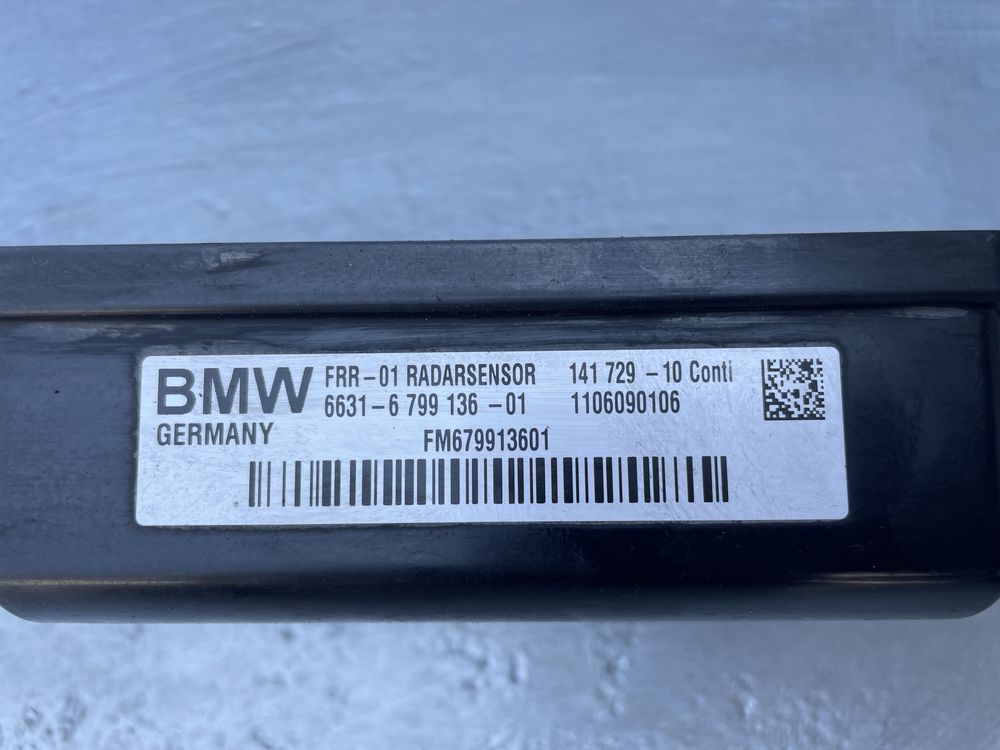 BMW FRR-01 RADARSENSOR 141 729 -10 Conti
6631-6 799 136 -01 1106090106
GERMANY FM679913601